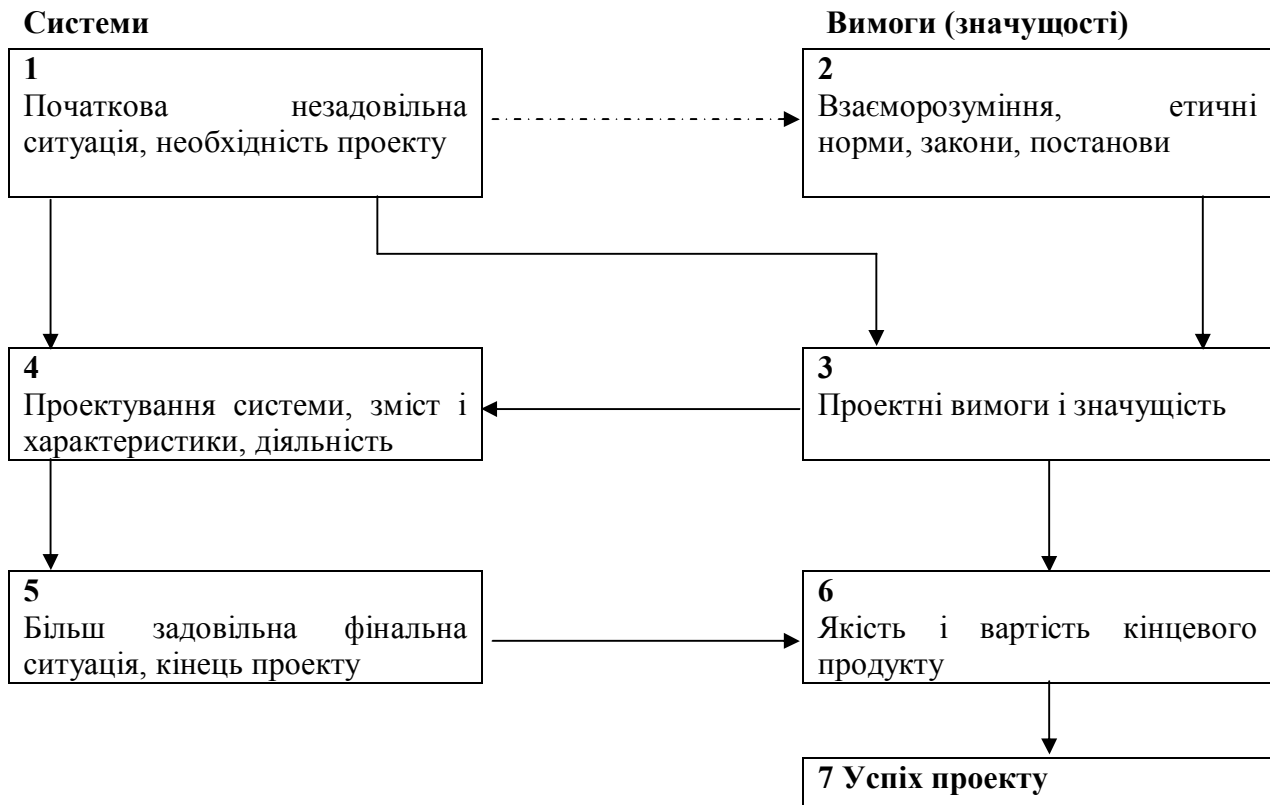 Системи
Вимоги (значущості)
1
Початкова незадовільна
ситуація, необхідність проекту
2
Взаєморозуміння, етичні
норми, закони, постанови
4
Проектування системи, зміст і
характеристики, діяльність
3
Проектні вимоги і значущість
5
Більш задовільна фінальна
ситуація, кінець проекту
6
Якість і вартість кінцевого
продукту
7 Успіх проекту